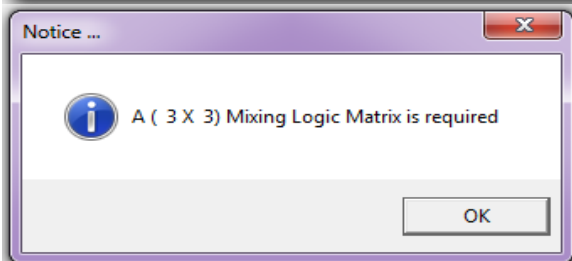 Notice ...
A ( 3 X 3) Mixing Logic Matrix is required
OK